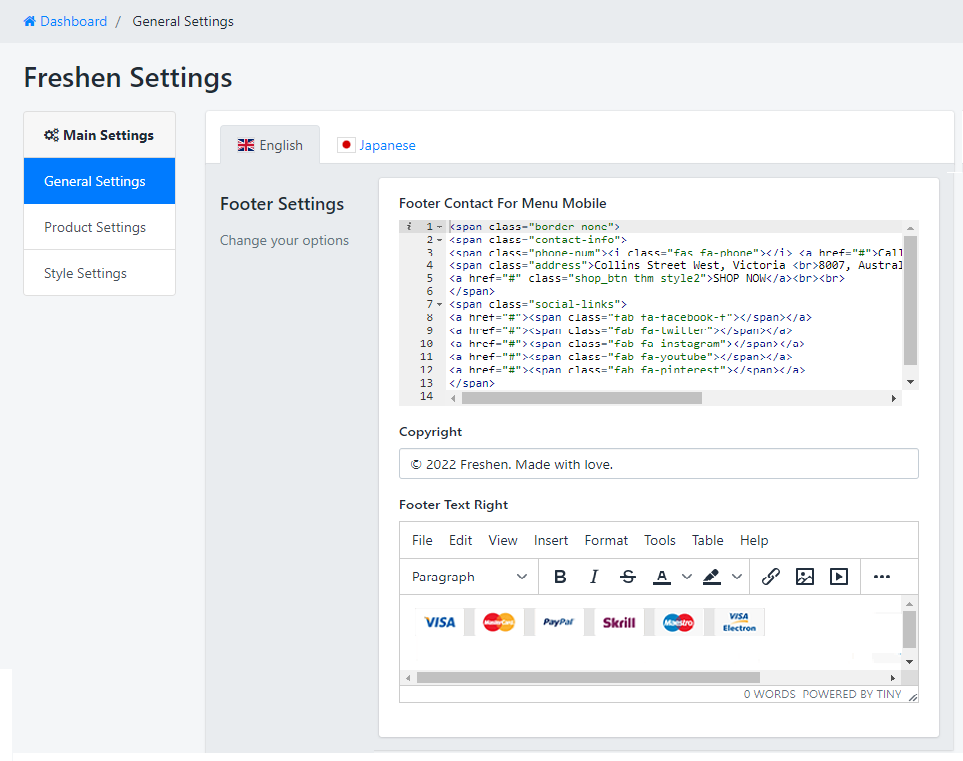 Dashboard / General Settings
Freshen Settings
Main Settings
General Settings
Product Settings
Style Settings
English
Japanese
Footer Settings
Change your options
Footer Contact For Menu Mobile
i 1 <span class="border none">
2 <span class="contact-info">
3 <span class="phone-num"><i class="fas fa-phone"></i> <a href="#">Call
4 <span class="address">Collins Street West, Victoria <br>8007, Austral
5 <a href="#" class="shop_btn thm style2">SHOP NOW</a><br><br>
6 </span>
7 <span class="social-links">
8 <a href="#"><span class="fab fa-facebook-f"></span></a>
9 <a href="#"><span class="fab fa-twitter"></span></a>
10 <a href="#"><span class="fab fa-instagram"></span></a>
11 <a href="#"><span class="fab fa-youtube"></span></a>
12 <a href="#"><span class="fab fa-pinterest"></span></a>
13 </span>
14
Copyright
© 2022 Freshen. Made with love.
Footer Text Right
File Edit View Insert Format Tools Table Help
Paragraph B I S A
VISA MasterCard PayPal Skrill Maestro VISA Electron
0 WORDS POWERED BY TINY